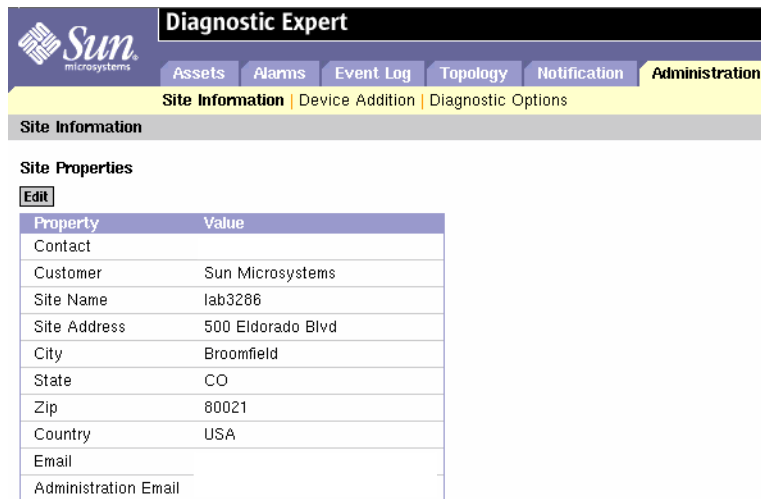 Diagnostic Expert
Sun
microsystems
Assets Alarms Event Log Topology Notification Administration
Site Information | Device Addition | Diagnostic Options
Site Information
Site Properties
Edit
Property Value
Contact
Customer Sun Microsystems
Site Name lab3286
Site Address 500 Eldorado Blvd
City Broomfield
State CO
Zip 80021
Country USA
Email
Administration Email